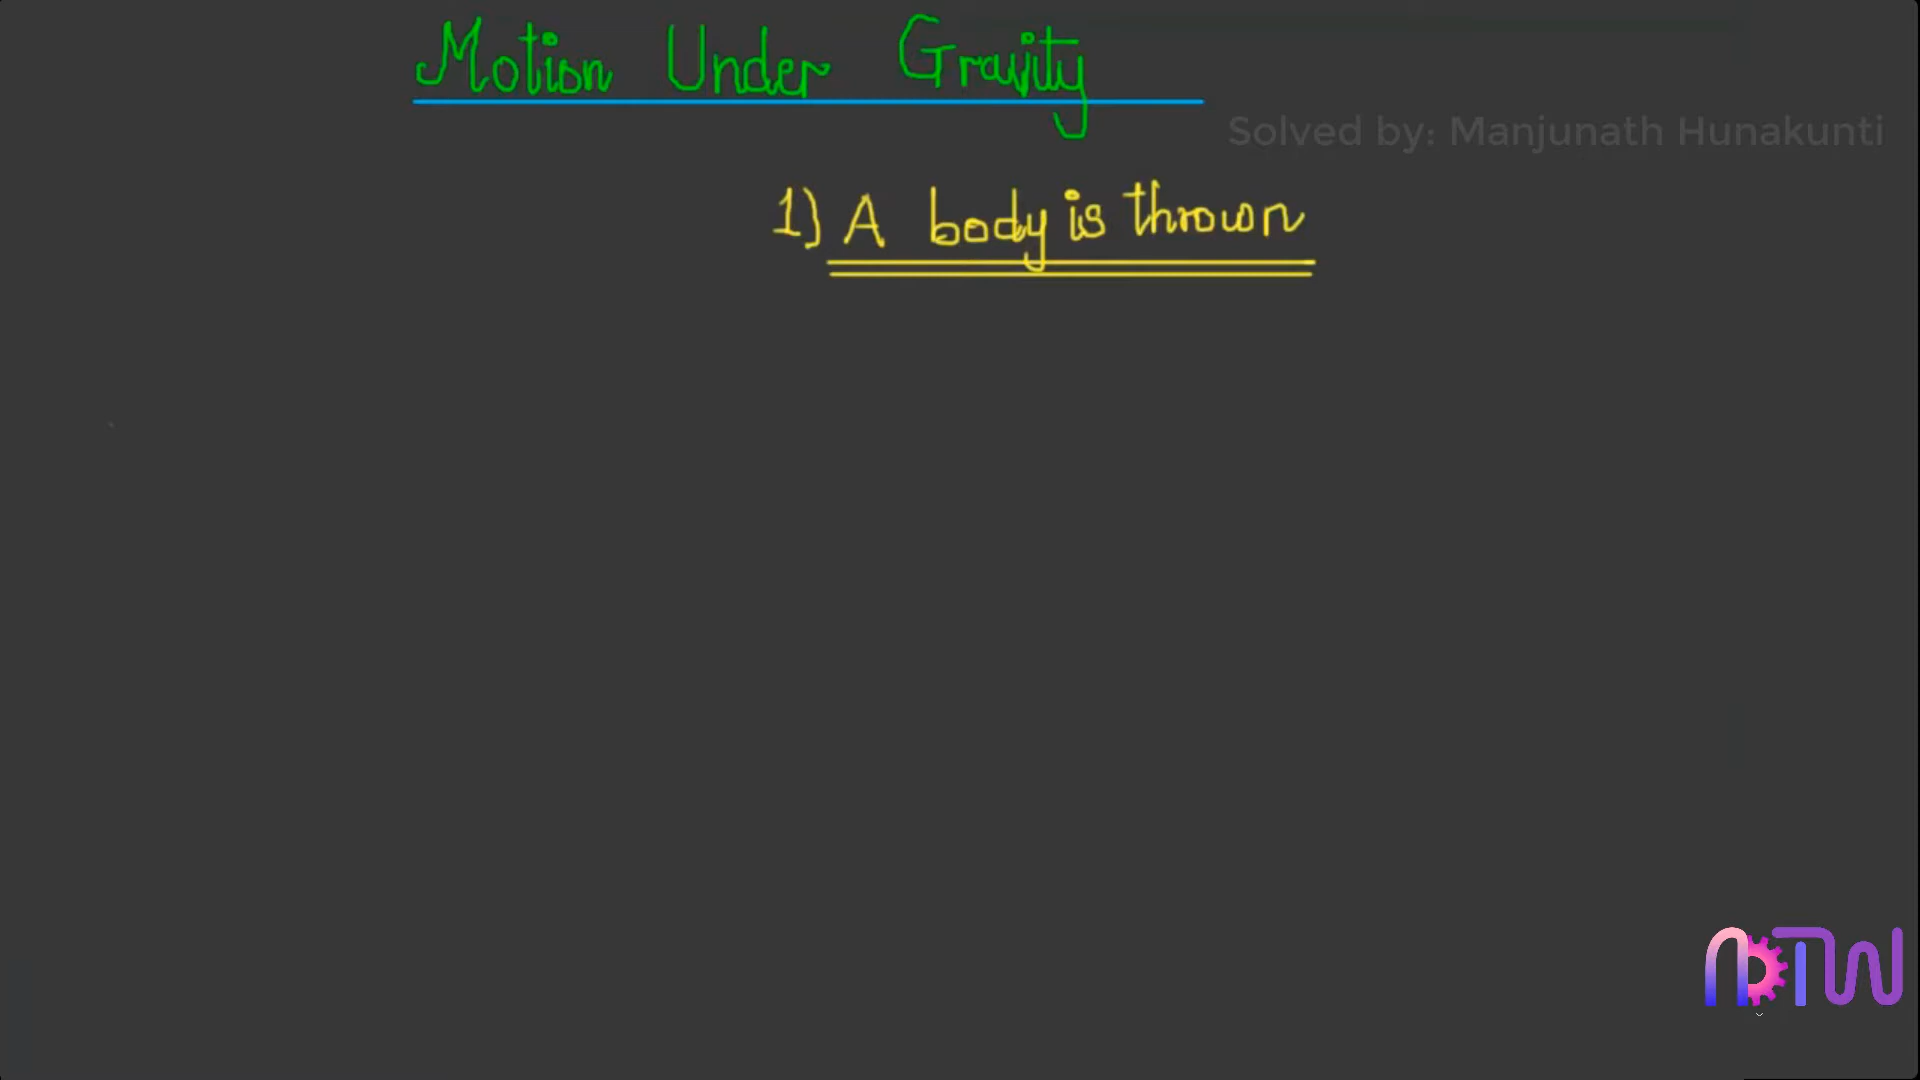 Motion Under Gravity
Solved by: Manjunath Hunakunti
1) A body is thrown